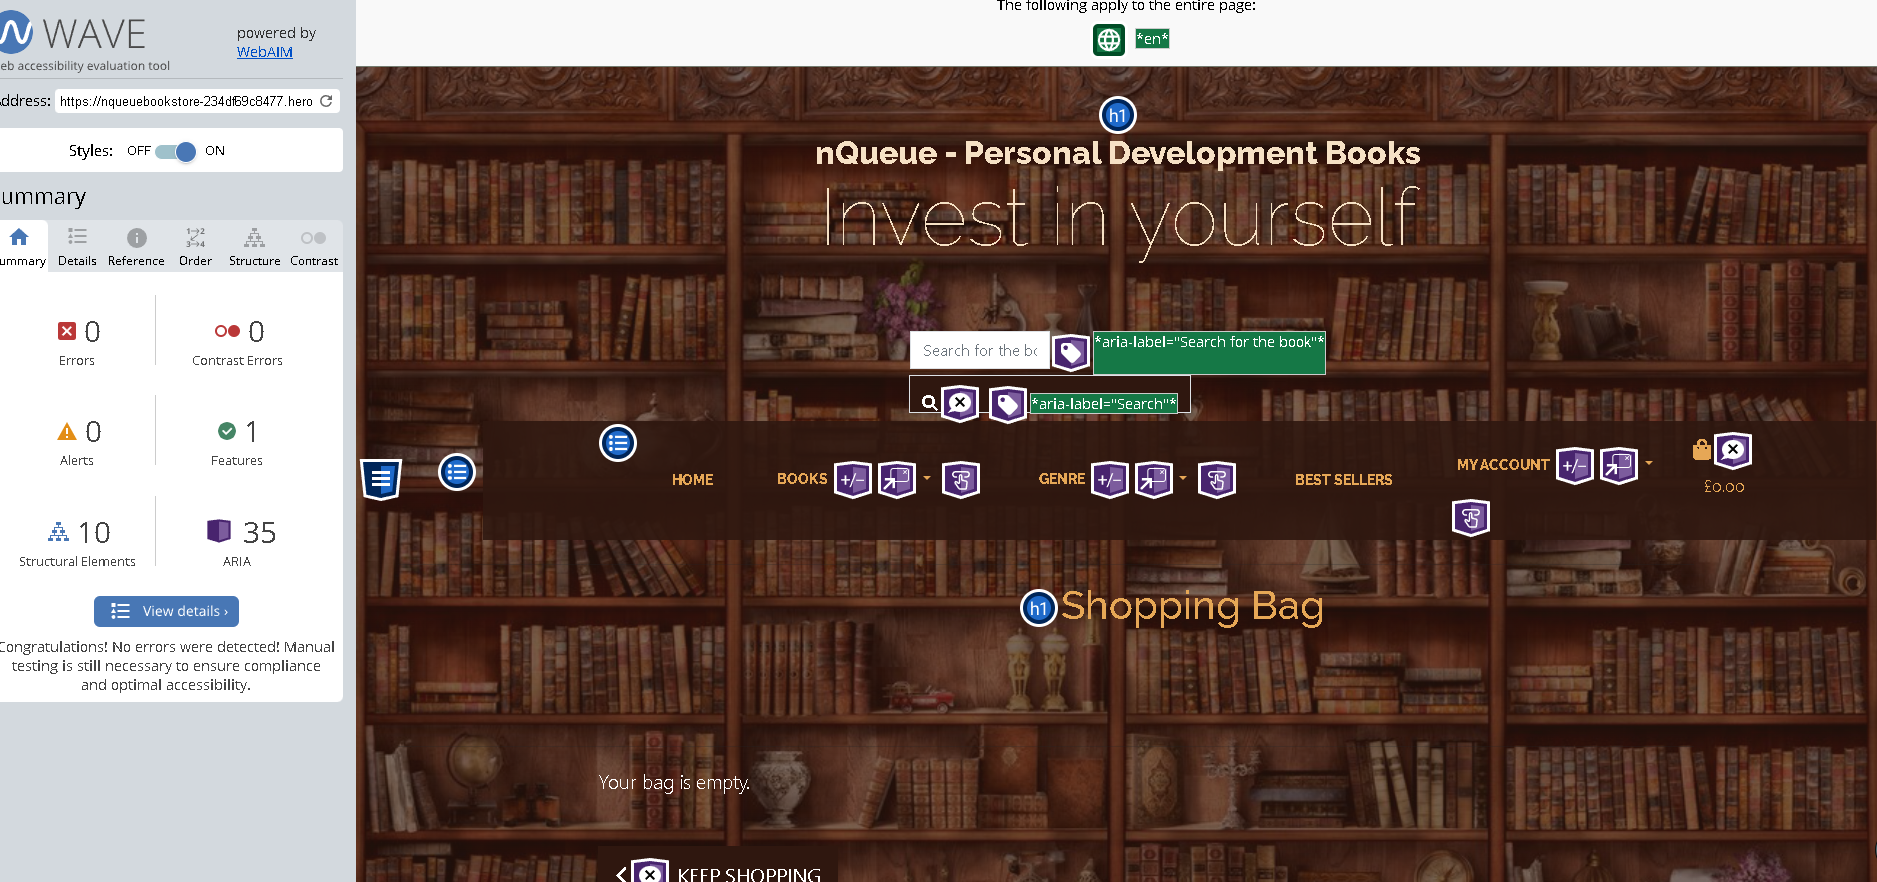 WAVE
powered by
WebAIM
eb accessibility evaluation tool
ddress:
https://nqueuebookstore-234df69c8477.hero
Styles: OFF ON
ummary
ummary Details Reference Order Structure Contrast
0
Errors
0
Contrast Errors
0
Alerts
1
Features
10
Structural Elements
35
ARIA
View details ›
Congratulations! No errors were detected! Manual
testing is still necessary to ensure compliance
and optimal accessibility.
The following apply to the entire page:
*en*
h1
nQueue - Personal Development Books
Invest in yourself
Search for the bo
*aria-label="Search for the book"*
*aria-label="Search"*
HOME
BOOKS +/-
GENRE +/-
BEST SELLERS
MY ACCOUNT +/-
£0.00
h1 Shopping Bag
Your bag is empty.
KEEP SHOPPING